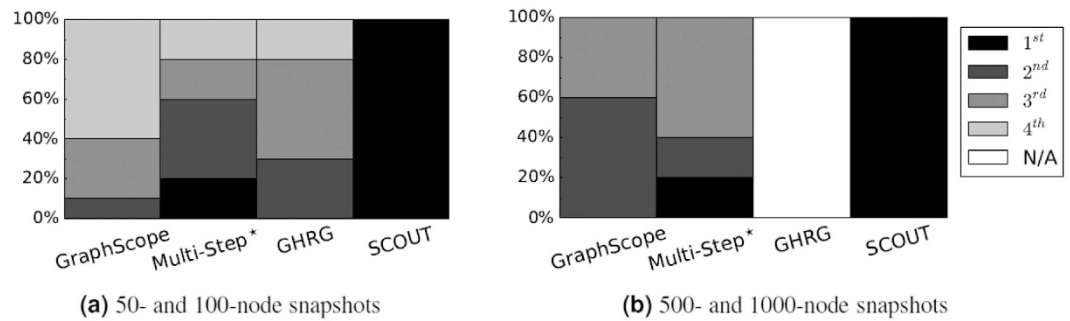 100%
80%
60%
40%
20%
0%
GraphScope
Multi-Step*
GHRG
SCOUT
(a) 50- and 100-node snapshots
100%
80%
60%
40%
20%
0%
GraphScope
Multi-Step*
GHRG
SCOUT
(b) 500- and 1000-node snapshots
1st
2nd
3rd
4th
N/A